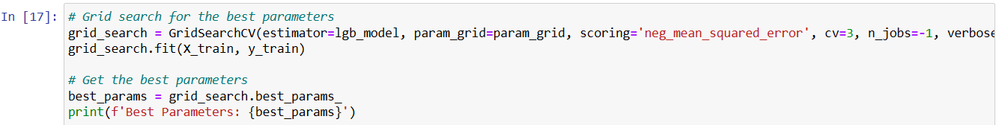 In [17]: # Grid search for the best parameters
grid_search = GridSearchCV(estimator=lgb_model, param_grid=param_grid, scoring='neg_mean_squared_error', cv=3, n_jobs=-1, verbose
grid_search.fit(X_train, y_train)
# Get the best parameters
best_params = grid_search.best_params_
print(f'Best Parameters: {best_params}')